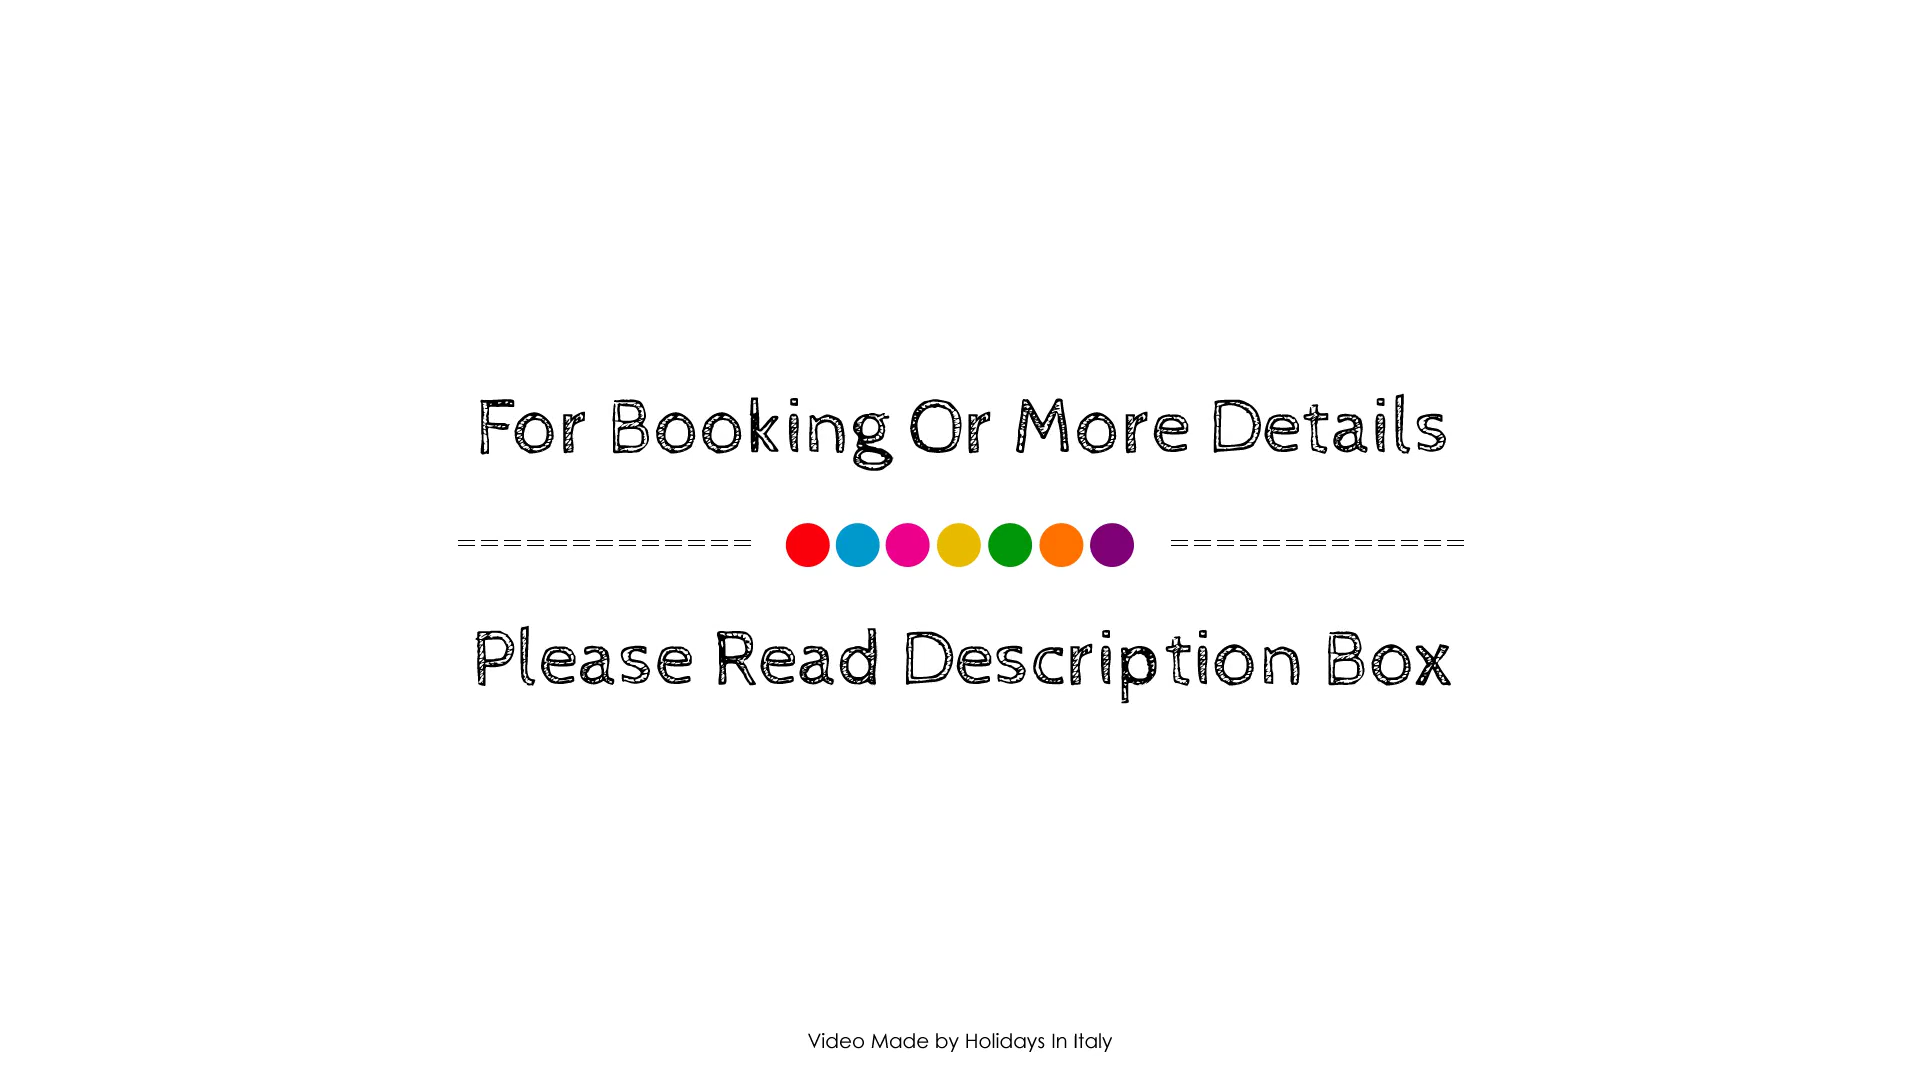 For Booking Or More Details
============= =============
Please Read Description Box
Video Made by Holidays In Italy